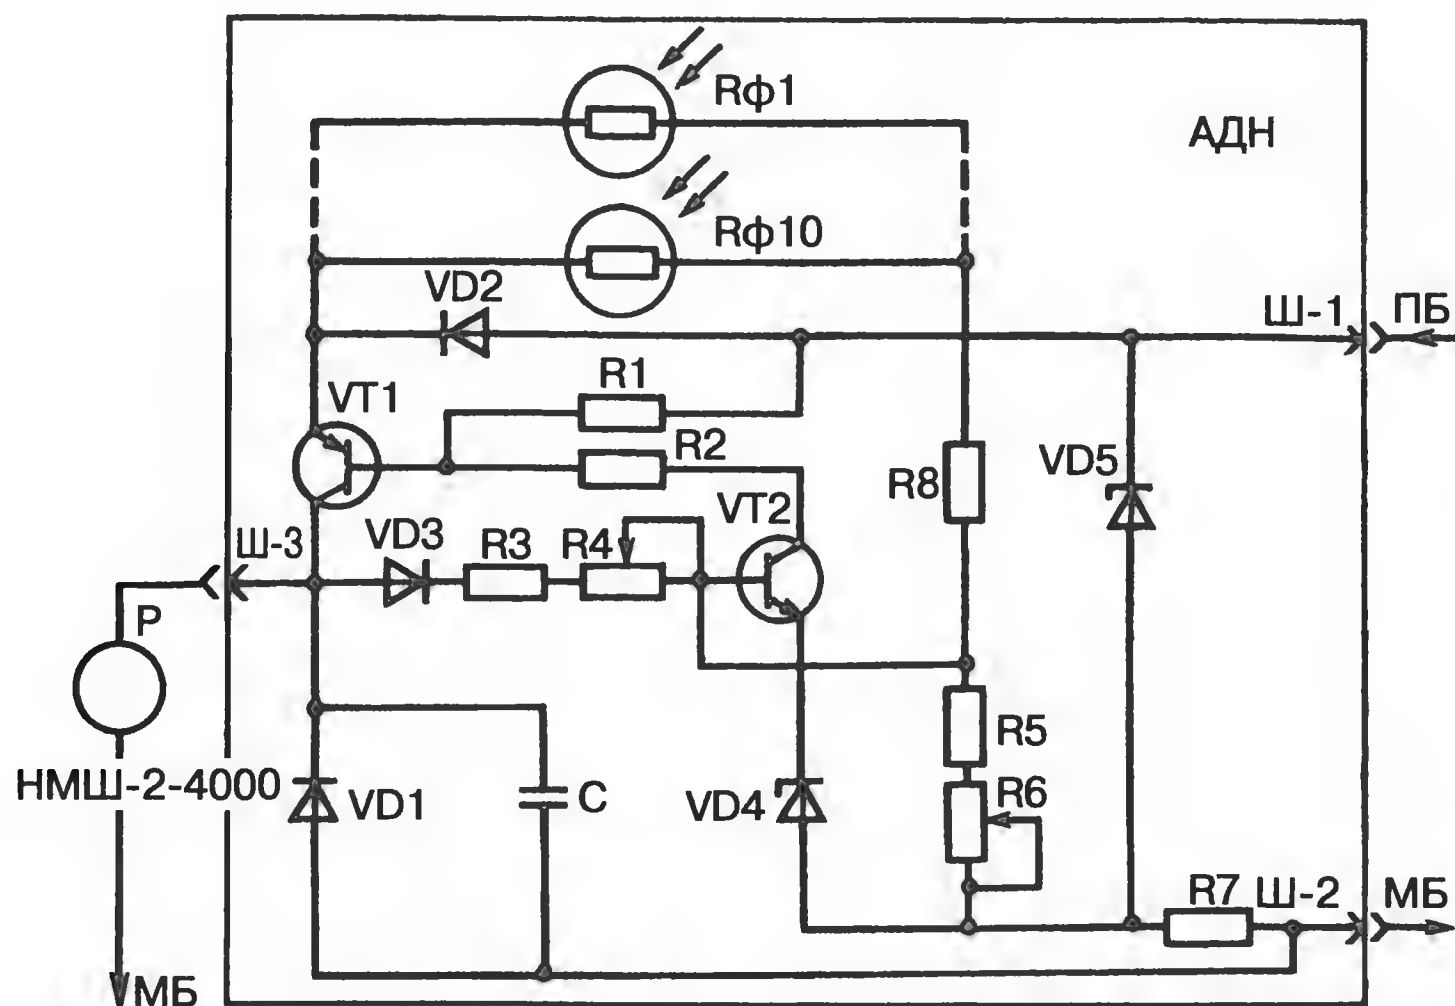 Rф1
АДН
Rф10
VD2
Ш-1
ПБ
R1
VT1
R2
R8
VD5
VT2
Ш-3
VD3
R3
R4
Р
R5
НМШ-2-4000
VD1
С
VD4
R6
R7
Ш-2
МБ
МБ